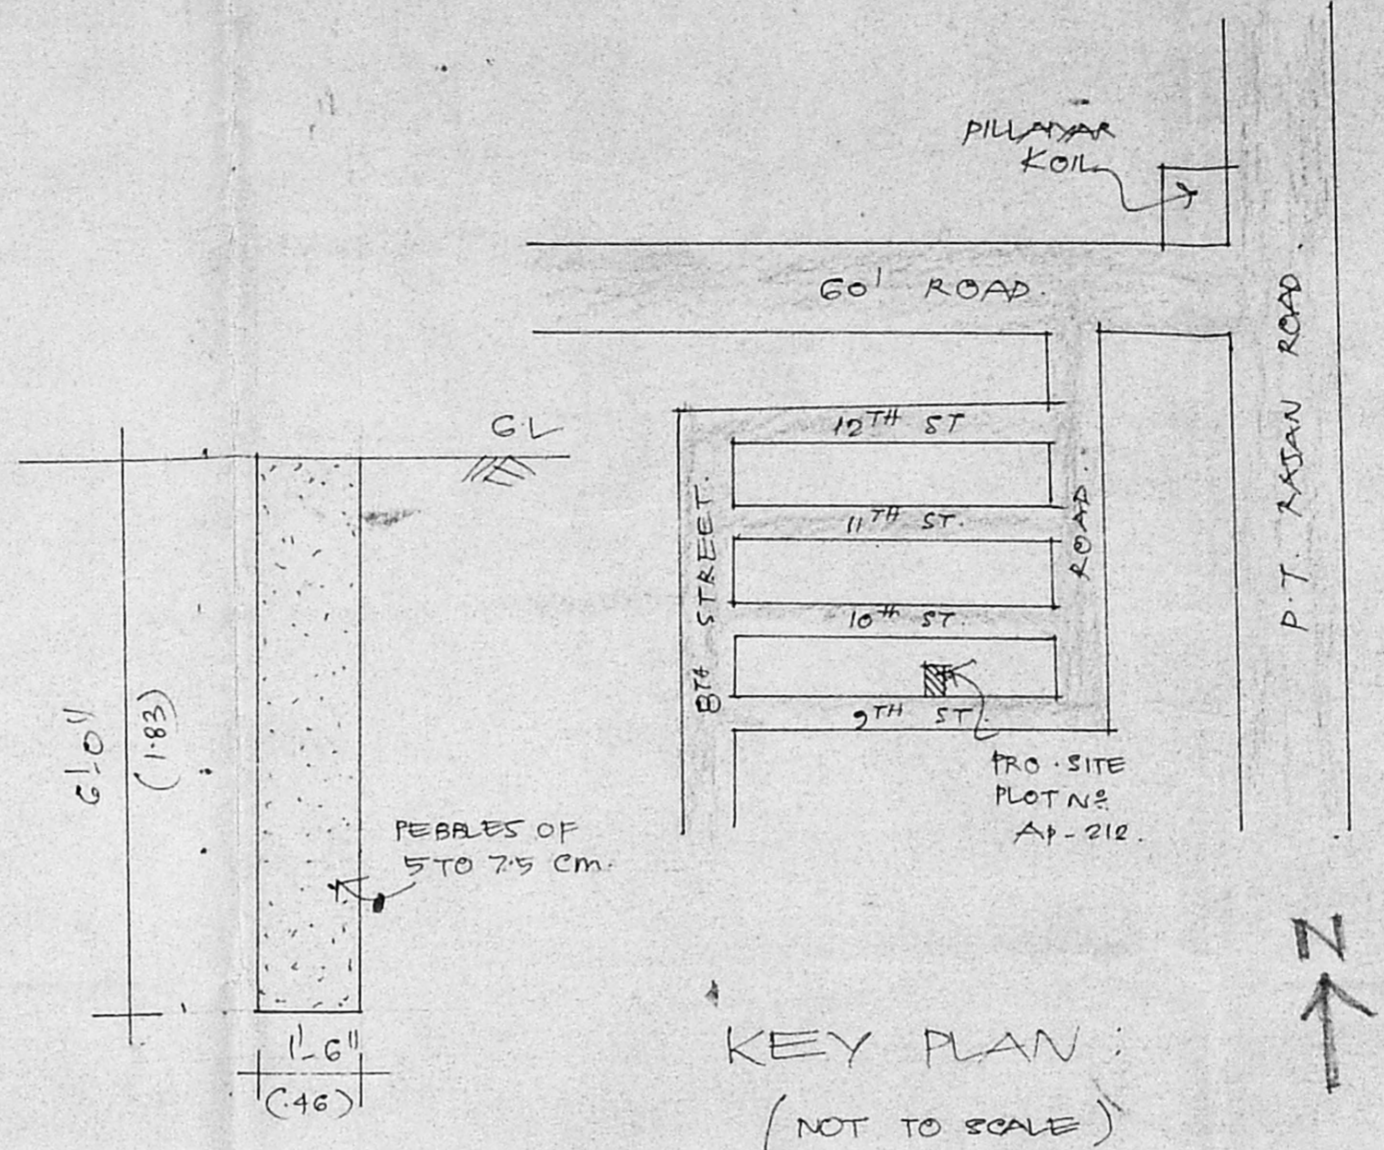 PILLAIYAR
KOIL
60' ROAD.
12TH ST
11TH ST.
10th ST.
9TH ST.
8TH STREET.
ROAD.
P.T. RAJAN ROAD.
PRO. SITE
PLOT No
AP-212.
GL
6'-0"
(1.83)
PEBBLES OF
5 TO 7.5 Cm.
1'-6"
(.46)
N
KEY PLAN :
(NOT TO SCALE)